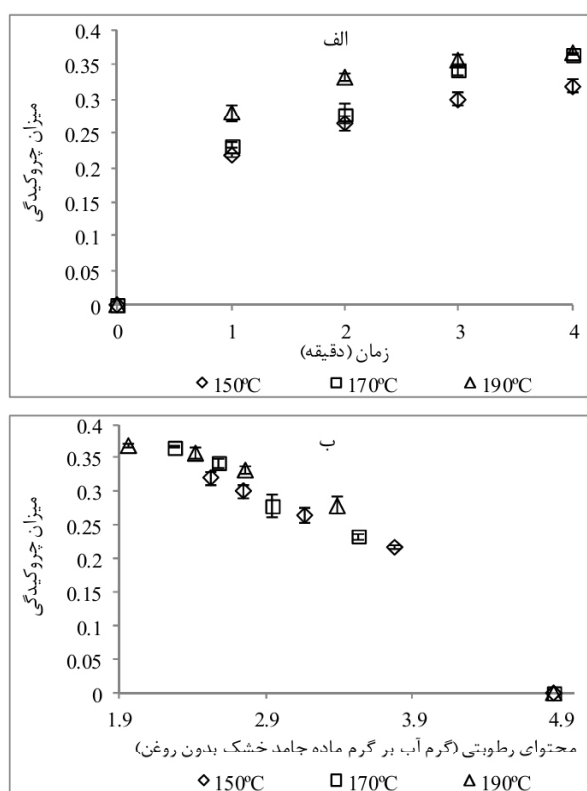 الف
0.4
0.35
0.3
0.25
0.2
0.15
0.1
0.05
0
میزان چروکیدگی
0 1 2 3 4
زمان (دقیقه)
◇ 150ºC □ 170ºC △ 190ºC
ب
0.4
0.35
0.3
0.25
0.2
0.15
0.1
0.05
0
میزان چروکیدگی
1.9 2.9 3.9 4.9
محتوای رطوبتی (گرم آب بر گرم ماده جامد خشک بدون روغن)
◇ 150ºC □ 170ºC △ 190ºC